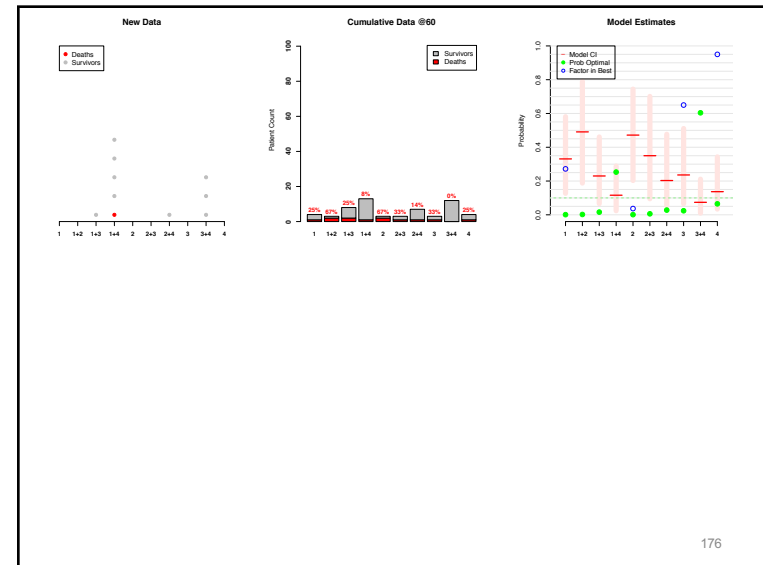 New Data
Deaths
Survivors
1 1+2 1+3 1+4 2 2+3 2+4 3 3+4 4
Cumulative Data @60
Survivors
Deaths
Patient Count
100
80
60
40
20
0
25% 67% 25% 8% 67% 33% 14% 33% 0% 25%
1 1+2 1+3 1+4 2 2+3 2+4 3 3+4 4
Model Estimates
Model CI
Prob Optimal
Factor in Best
Probability
1.0
0.8
0.6
0.4
0.2
0.0
1 1+2 1+3 1+4 2 2+3 2+4 3 3+4 4
176